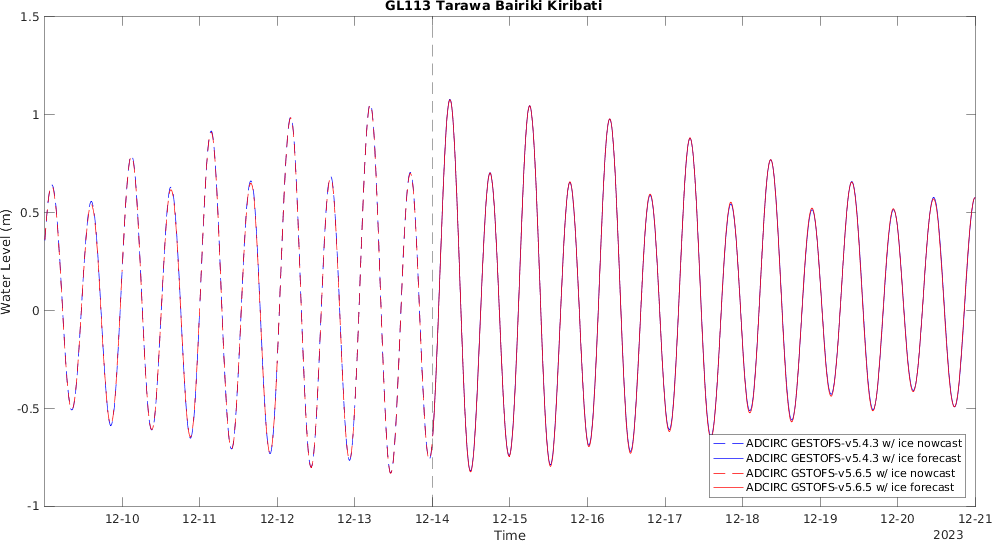 GL113 Tarawa Bairiki Kiribati
1.5
1
0.5
0
-0.5
-1
Water Level (m)
12-10 12-11 12-12 12-13 12-14 12-15 12-16 12-17 12-18 12-19 12-20 12-21
Time
2023
ADCIRC GESTOFS-v5.4.3 w/ ice nowcast
ADCIRC GESTOFS-v5.4.3 w/ ice forecast
ADCIRC GSTOFS-v5.6.5 w/ ice nowcast
ADCIRC GSTOFS-v5.6.5 w/ ice forecast